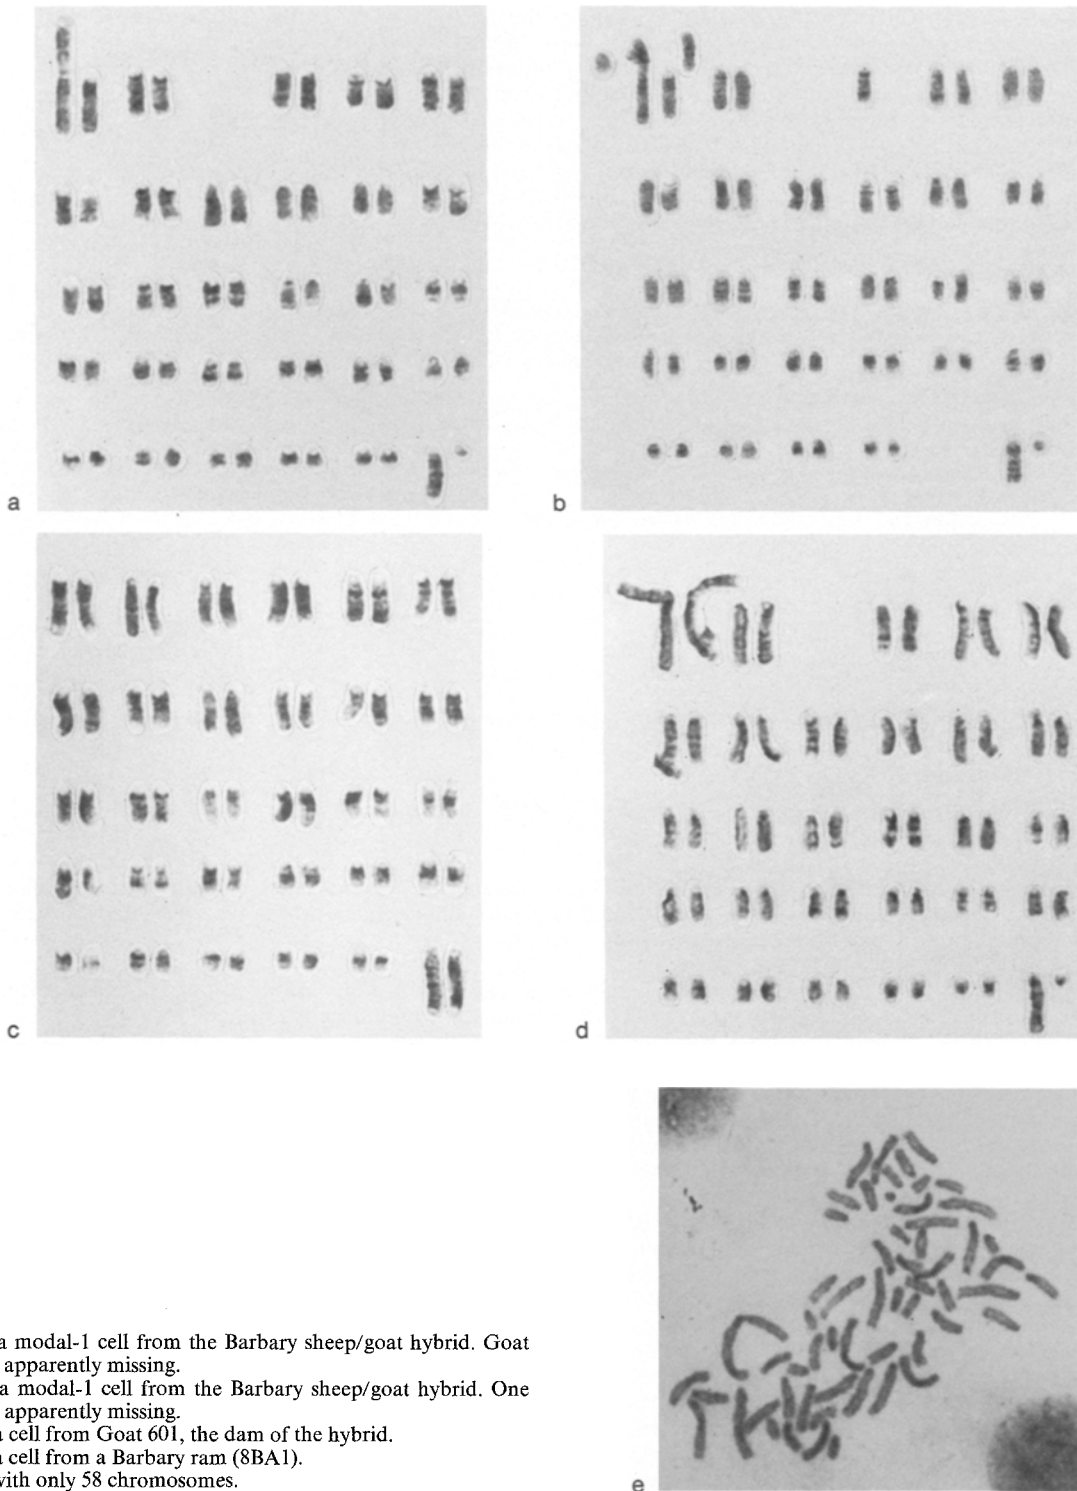 a
b
c
d
a modal-1 cell from the Barbary sheep/goat hybrid. Goat
apparently missing.
a modal-1 cell from the Barbary sheep/goat hybrid. One
apparently missing.
cell from Goat 601, the dam of the hybrid.
cell from a Barbary ram (8BA1).
with only 58 chromosomes.
e